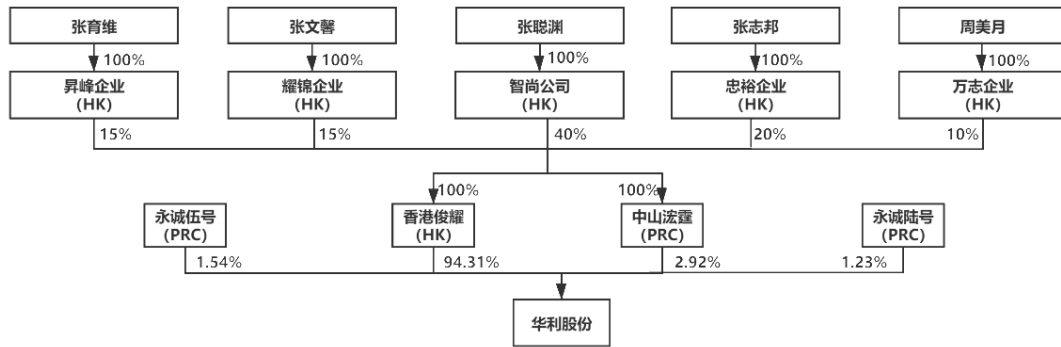 张育维
张文馨
张聪渊
张志邦
周美月
100%
100%
100%
100%
100%
昇峰企业
(HK)
耀锦企业
(HK)
智尚公司
(HK)
忠裕企业
(HK)
万志企业
(HK)
15%
15%
40%
20%
10%
100%
100%
永诚伍号
(PRC)
香港俊耀
(HK)
中山浤霆
(PRC)
永诚陆号
(PRC)
1.54%
94.31%
2.92%
1.23%
华利股份